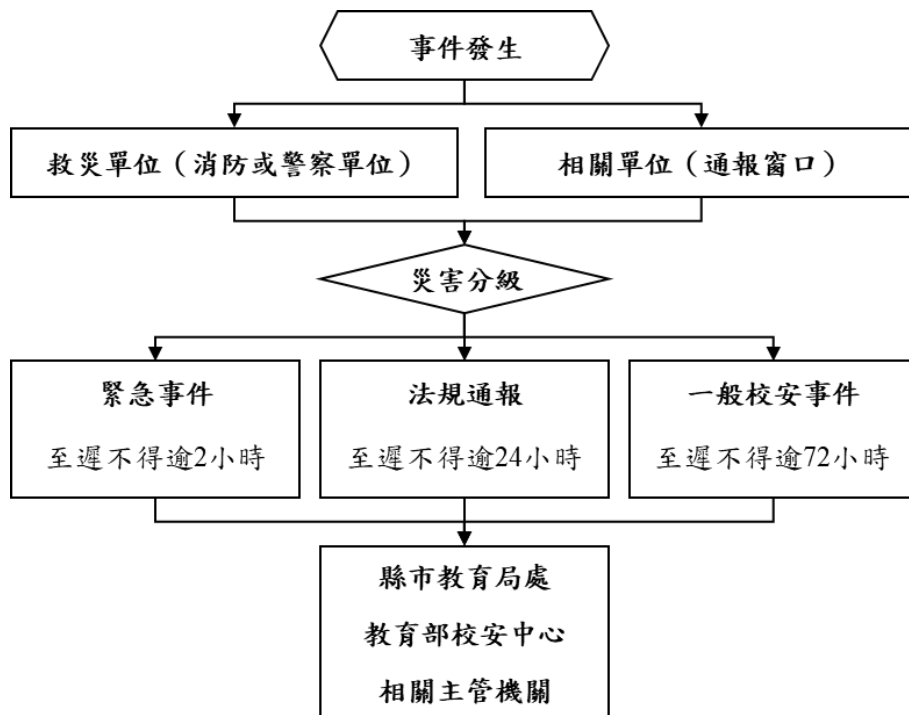 事件發生
救災單位（消防或警察單位）
相關單位（通報窗口）
災害分級
緊急事件
至遲不得逾2小時
法規通報
至遲不得逾24小時
一般校安事件
至遲不得逾72小時
縣市教育局處
教育部校安中心
相關主管機關